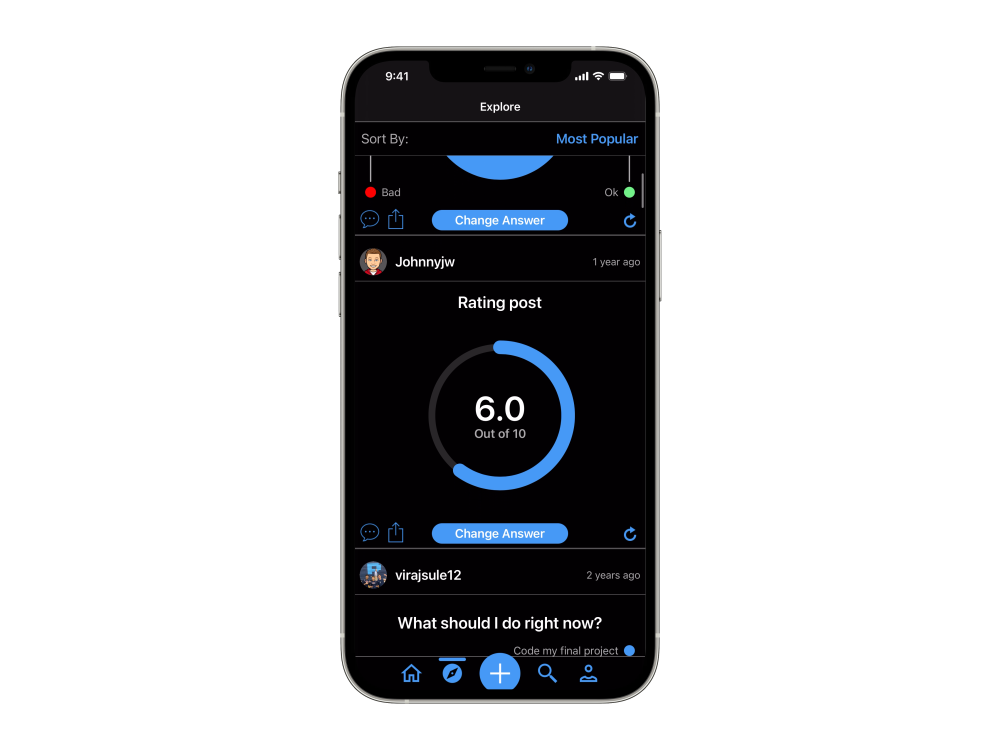 9:41
Explore
Sort By: Most Popular
Bad Ok
Change Answer
Johnnyjw 1 year ago
Rating post
6.0
Out of 10
Change Answer
virajsule12 2 years ago
What should I do right now?
Code my final project